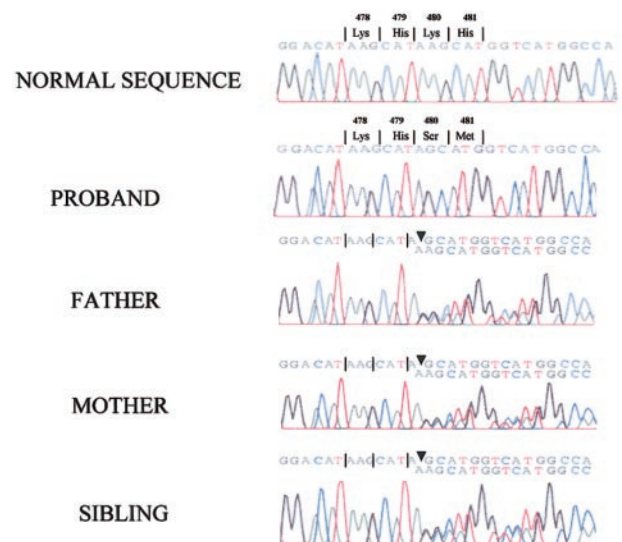 478 479 480 481
Lys His Lys His
GGACATAAGCATAAGCATGGTCATGGCCA
NORMAL SEQUENCE
478 479 480 481
Lys His Ser Met
GGACATAAGCATAGCATGGTCATGGCCA
PROBAND
GGACATAAGCATAGCATGGTCATGGCCA
AAGCATGGTCATGGCC
FATHER
GGACATAAGCATAGCATGGTCATGGCCA
AAGCATGGTCATGGCC
MOTHER
GGACATAAGCATAGCATGGTCATGGCCA
AAGCATGGTCATGGCC
SIBLING